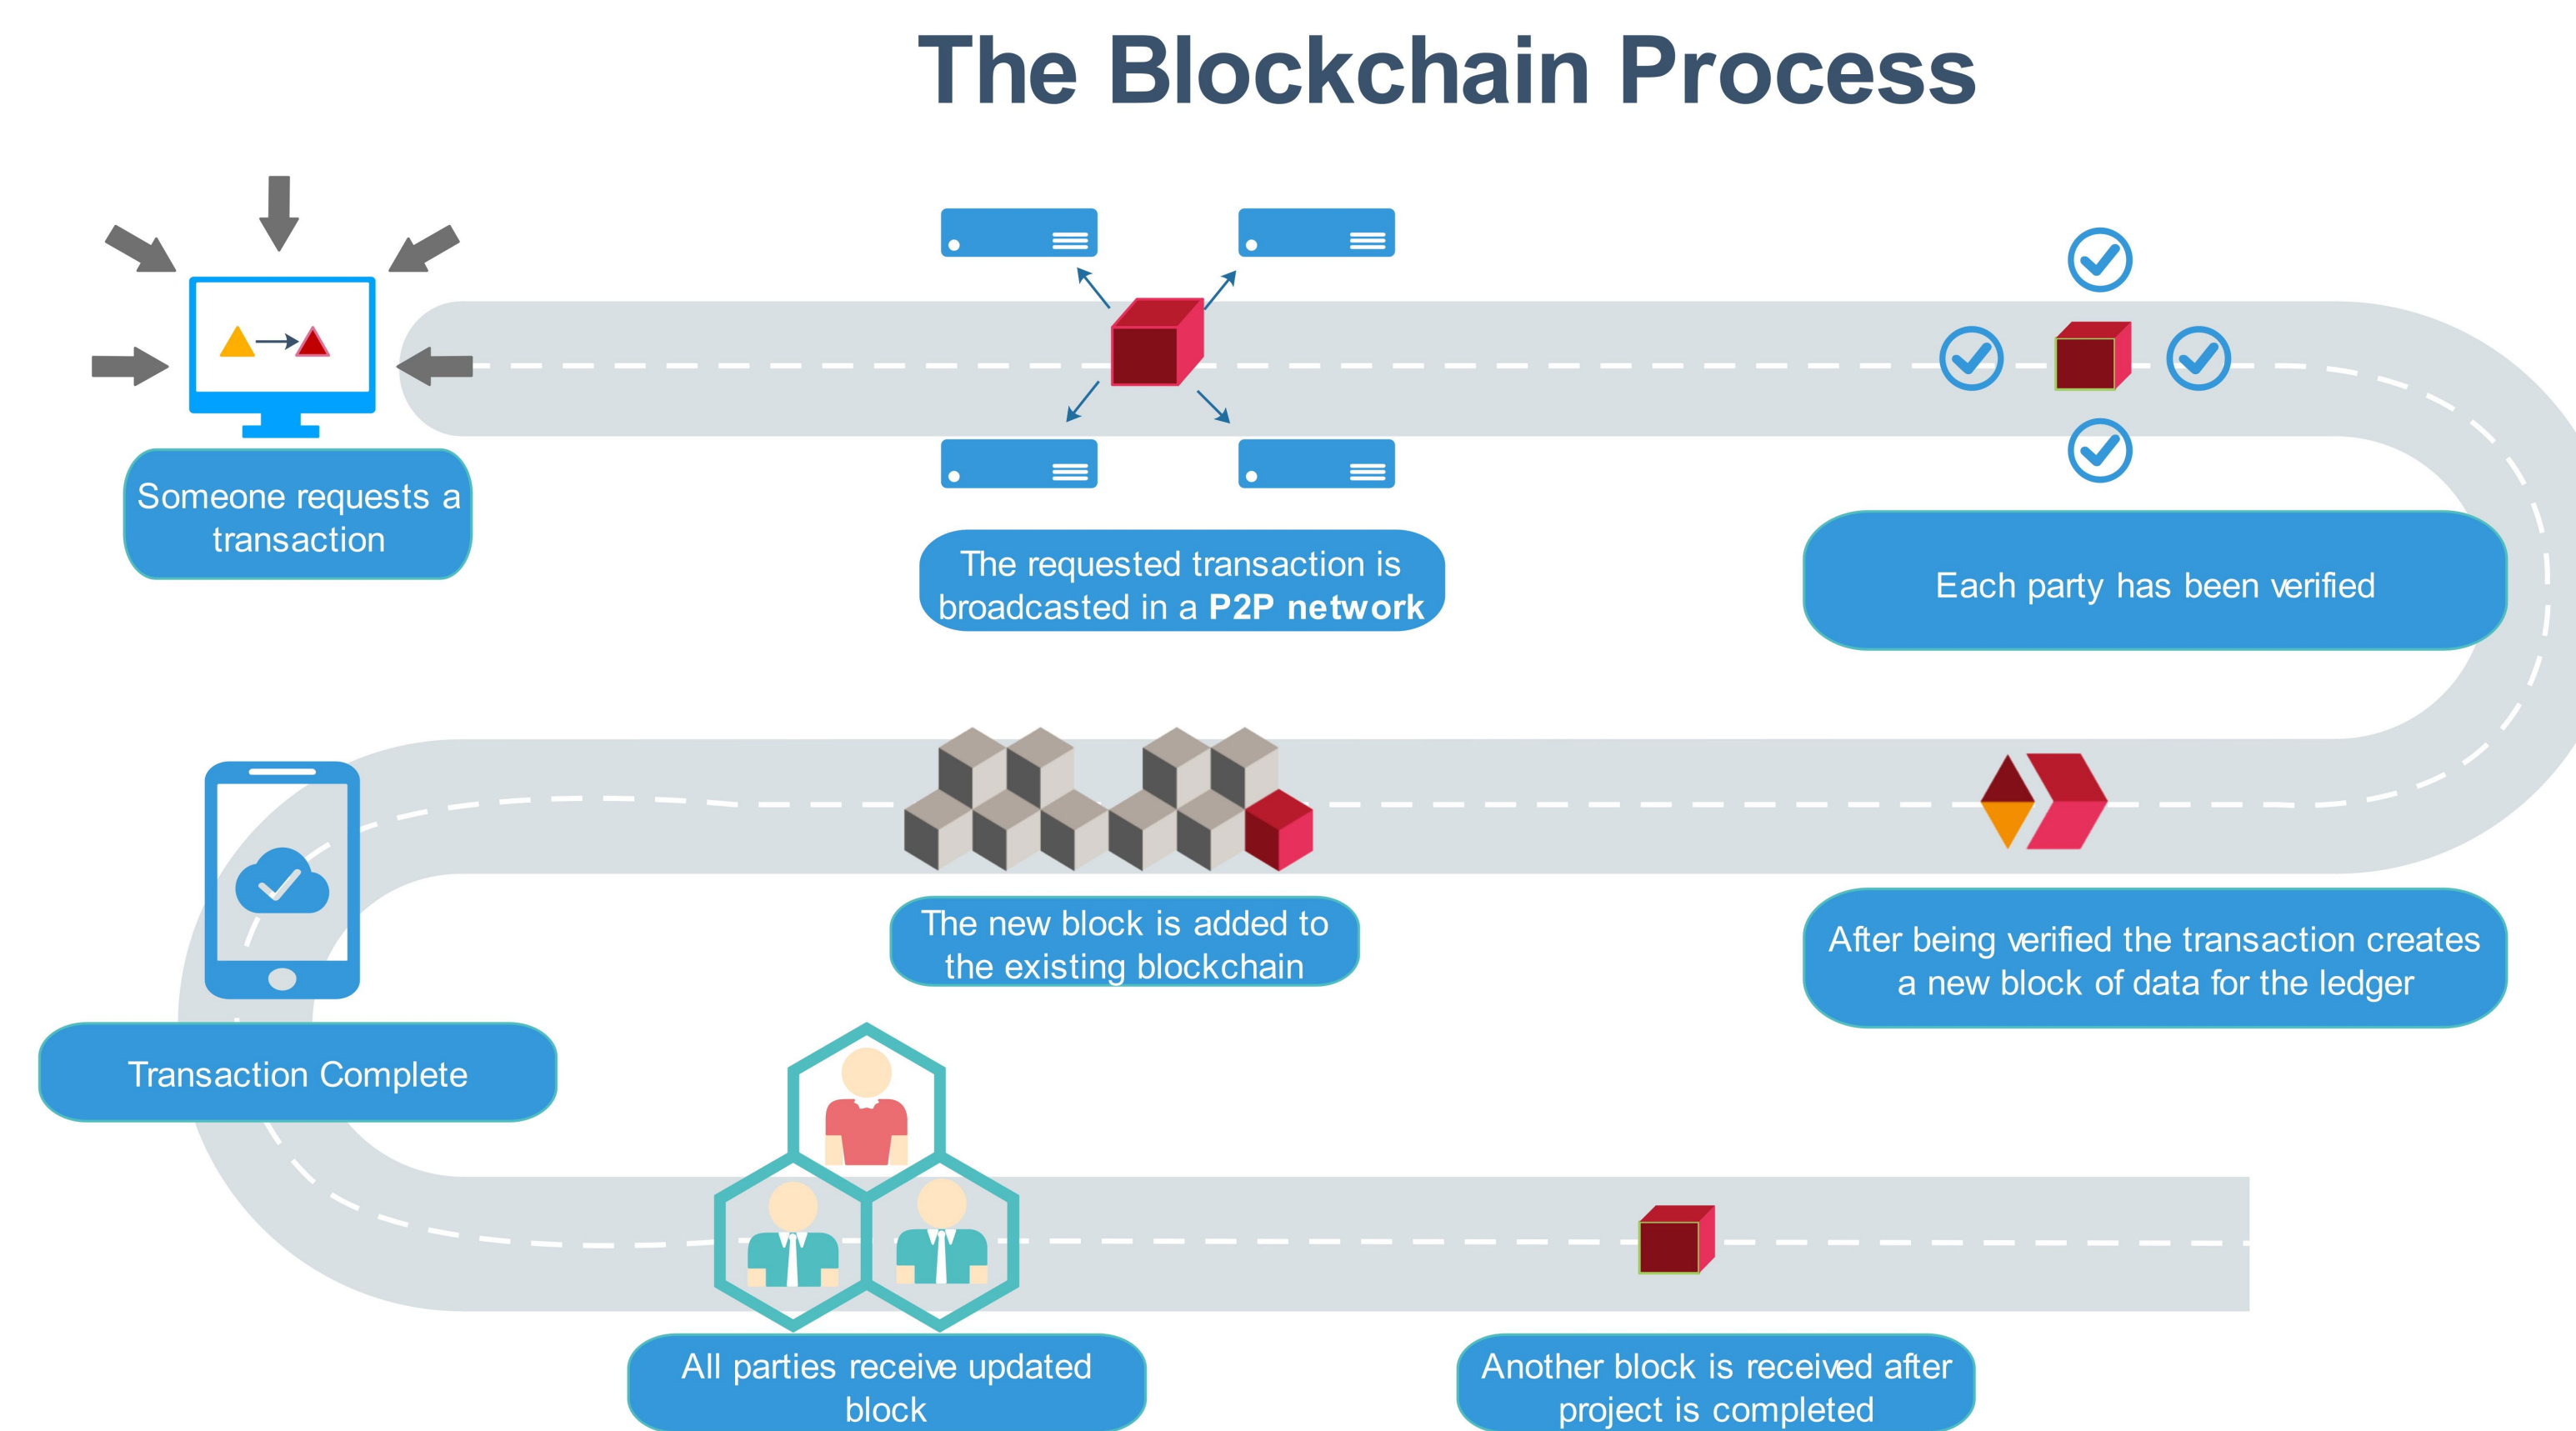 The Blockchain Process
Someone requests a
transaction
The requested transaction is
broadcasted in a P2P network
Each party has been verified
After being verified the transaction creates
a new block of data for the ledger
The new block is added to
the existing blockchain
Transaction Complete
All parties receive updated
block
Another block is received after
project is completed